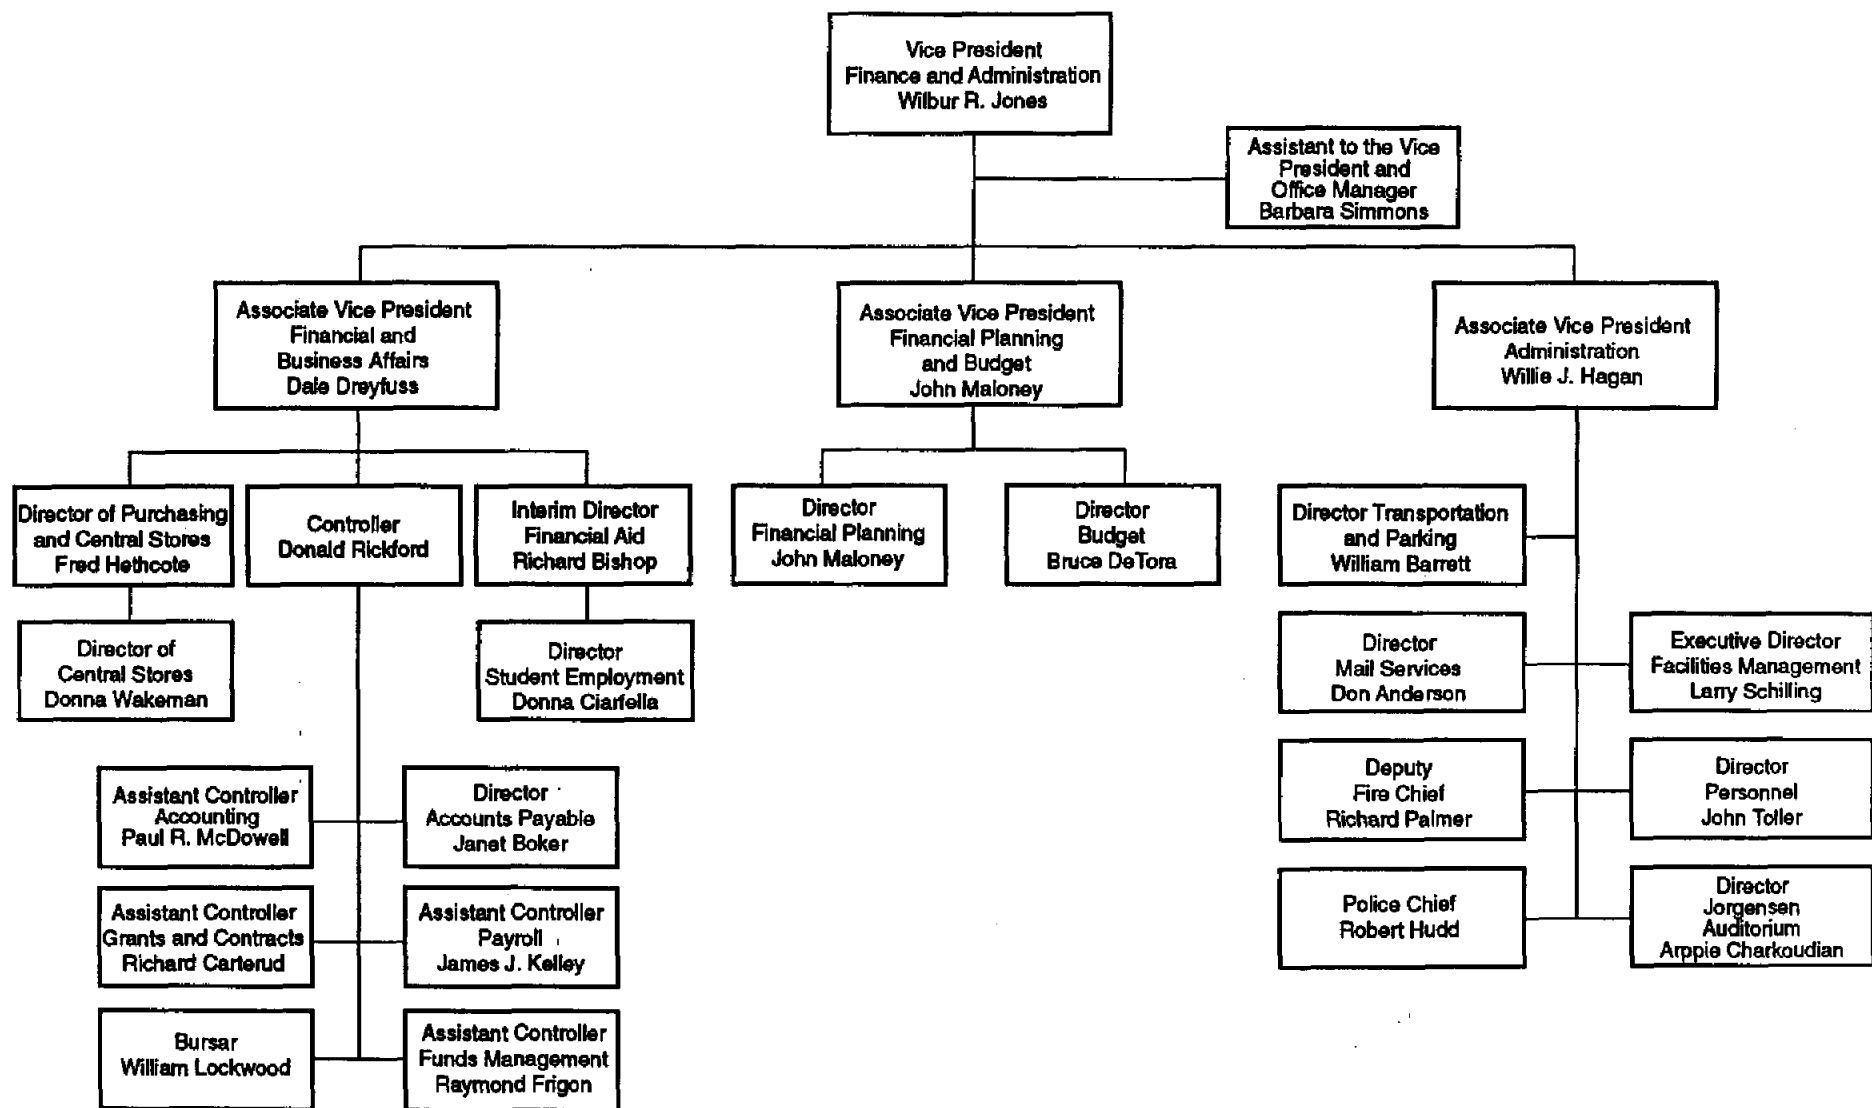 Vice President
Finance and Administration
Wilbur R. Jones
Assistant to the Vice
President and
Office Manager
Barbara Simmons
Associate Vice President
Financial and
Business Affairs
Dale Dreyfuss
Associate Vice President
Financial Planning
and Budget
John Maloney
Associate Vice President
Administration
Willie J. Hagan
Director of Purchasing
and Central Stores
Fred Hethcote
Controller
Donald Rickford
Interim Director
Financial Aid
Richard Bishop
Director
Financial Planning
John Maloney
Director
Budget
Bruce DeTora
Director Transportation
and Parking
William Barrett
Director of
Central Stores
Donna Wakeman
Director
Student Employment
Donna Ciarfella
Director
Mail Services
Don Anderson
Executive Director
Facilities Management
Larry Schilling
Assistant Controller
Accounting
Paul R. McDowell
Director
Accounts Payable
Janet Boker
Deputy
Fire Chief
Richard Palmer
Director
Personnel
John Toller
Assistant Controller
Grants and Contracts
Richard Carterud
Assistant Controller
Payroll
James J. Kelley
Police Chief
Robert Hudd
Director
Jorgensen
Auditorium
Arppie Charkoudian
Bursar
William Lockwood
Assistant Controller
Funds Management
Raymond Frigon